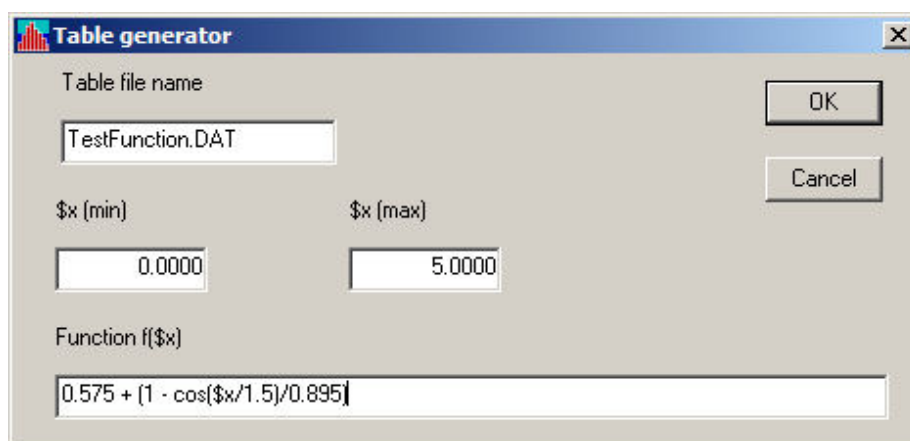 Table generator
Table file name
OK
TestFunction.DAT
Cancel
$x (min)
$x (max)
0.0000
5.0000
Function f($x)
0.575 + (1 - cos($x/1.5)/0.895)